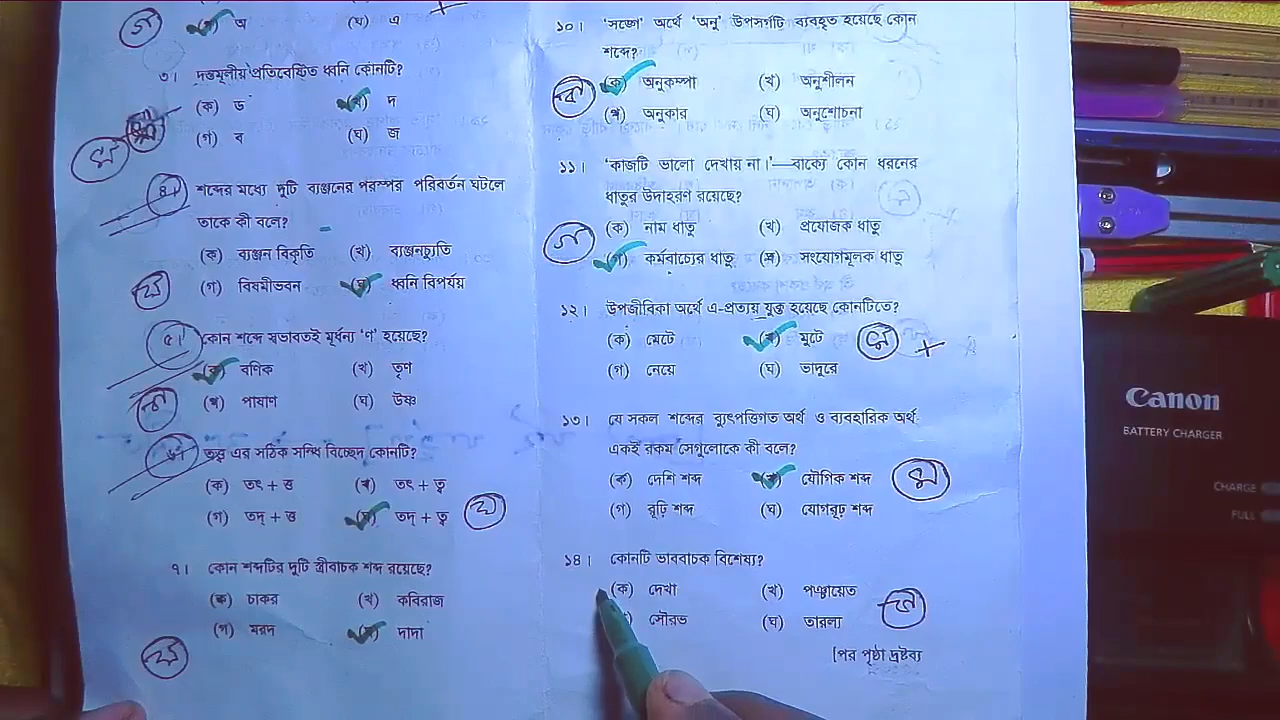 (ক) অ (ঘ) এ
৩। দন্তমূলীয় প্রতিবেষ্টিত ধ্বনি কোনটি?
(ক) ড (খ) দ
(গ) ব (ঘ) জ
৪। শব্দের মধ্যে দুটি ব্যঞ্জনের পরস্পর পরিবর্তন ঘটলে
তাকে কী বলে?
(ক) ব্যঞ্জন বিকৃতি (খ) ব্যঞ্জনচ্যুতি
(গ) বিষমীভবন (ঘ) ধ্বনি বিপর্যয়
৫। কোন শব্দে স্বভাবতই মূর্ধন্য 'ণ' হয়েছে?
(ক) বণিক (খ) তৃণ
(গ) পাষাণ (ঘ) উষ্ণ
৬। তত্ত্ব এর সঠিক সন্ধি বিচ্ছেদ কোনটি?
(ক) তৎ + ত্ত (খ) তৎ + ত্ব
(গ) তদ্ + ত্ত (ঘ) তদ্ + ত্ব
৭। কোন শব্দটির দুটি স্ত্রীবাচক শব্দ রয়েছে?
(ক) চাকর (খ) কবিরাজ
(গ) মরদ (ঘ) দাদা
১০। 'সঙ্গে' অর্থে 'অনু' উপসর্গটি ব্যবহৃত হয়েছে কোন
শব্দে?
(ক) অনুকম্পা (খ) অনুশীলন
(গ) অনুকার (ঘ) অনুশোচনা
১১। 'কাজটি ভালো দেখায় না।'—বাক্যে কোন ধরনের
ধাতুর উদাহরণ রয়েছে?
(ক) নাম ধাতু (খ) প্রযোজক ধাতু
(গ) কর্মবাচ্যের ধাতু (ঘ) সংযোগমূলক ধাতু
১২। উপজীবিকা অর্থে এ-প্রত্যয় যুক্ত হয়েছে কোনটিতে?
(ক) মেটে (খ) মুটে
(গ) নেয়ে (ঘ) ভাদুরে
১৩। যে সকল শব্দের ব্যুৎপত্তিগত অর্থ ও ব্যবহারিক অর্থ
একই রকম সেগুলোকে কী বলে?
(ক) দেশি শব্দ (খ) যৌগিক শব্দ
(গ) রূঢ়ি শব্দ (ঘ) যোগরূঢ় শব্দ
১৪। কোনটি ভাববাচক বিশেষ্য?
(ক) দেখা (খ) পঞ্চায়েত
সৌরভ (ঘ) তারল্য
[পর পৃষ্ঠা দ্রষ্টব্য
Canon
BATTERY CHARGER
CHARGE
FULL